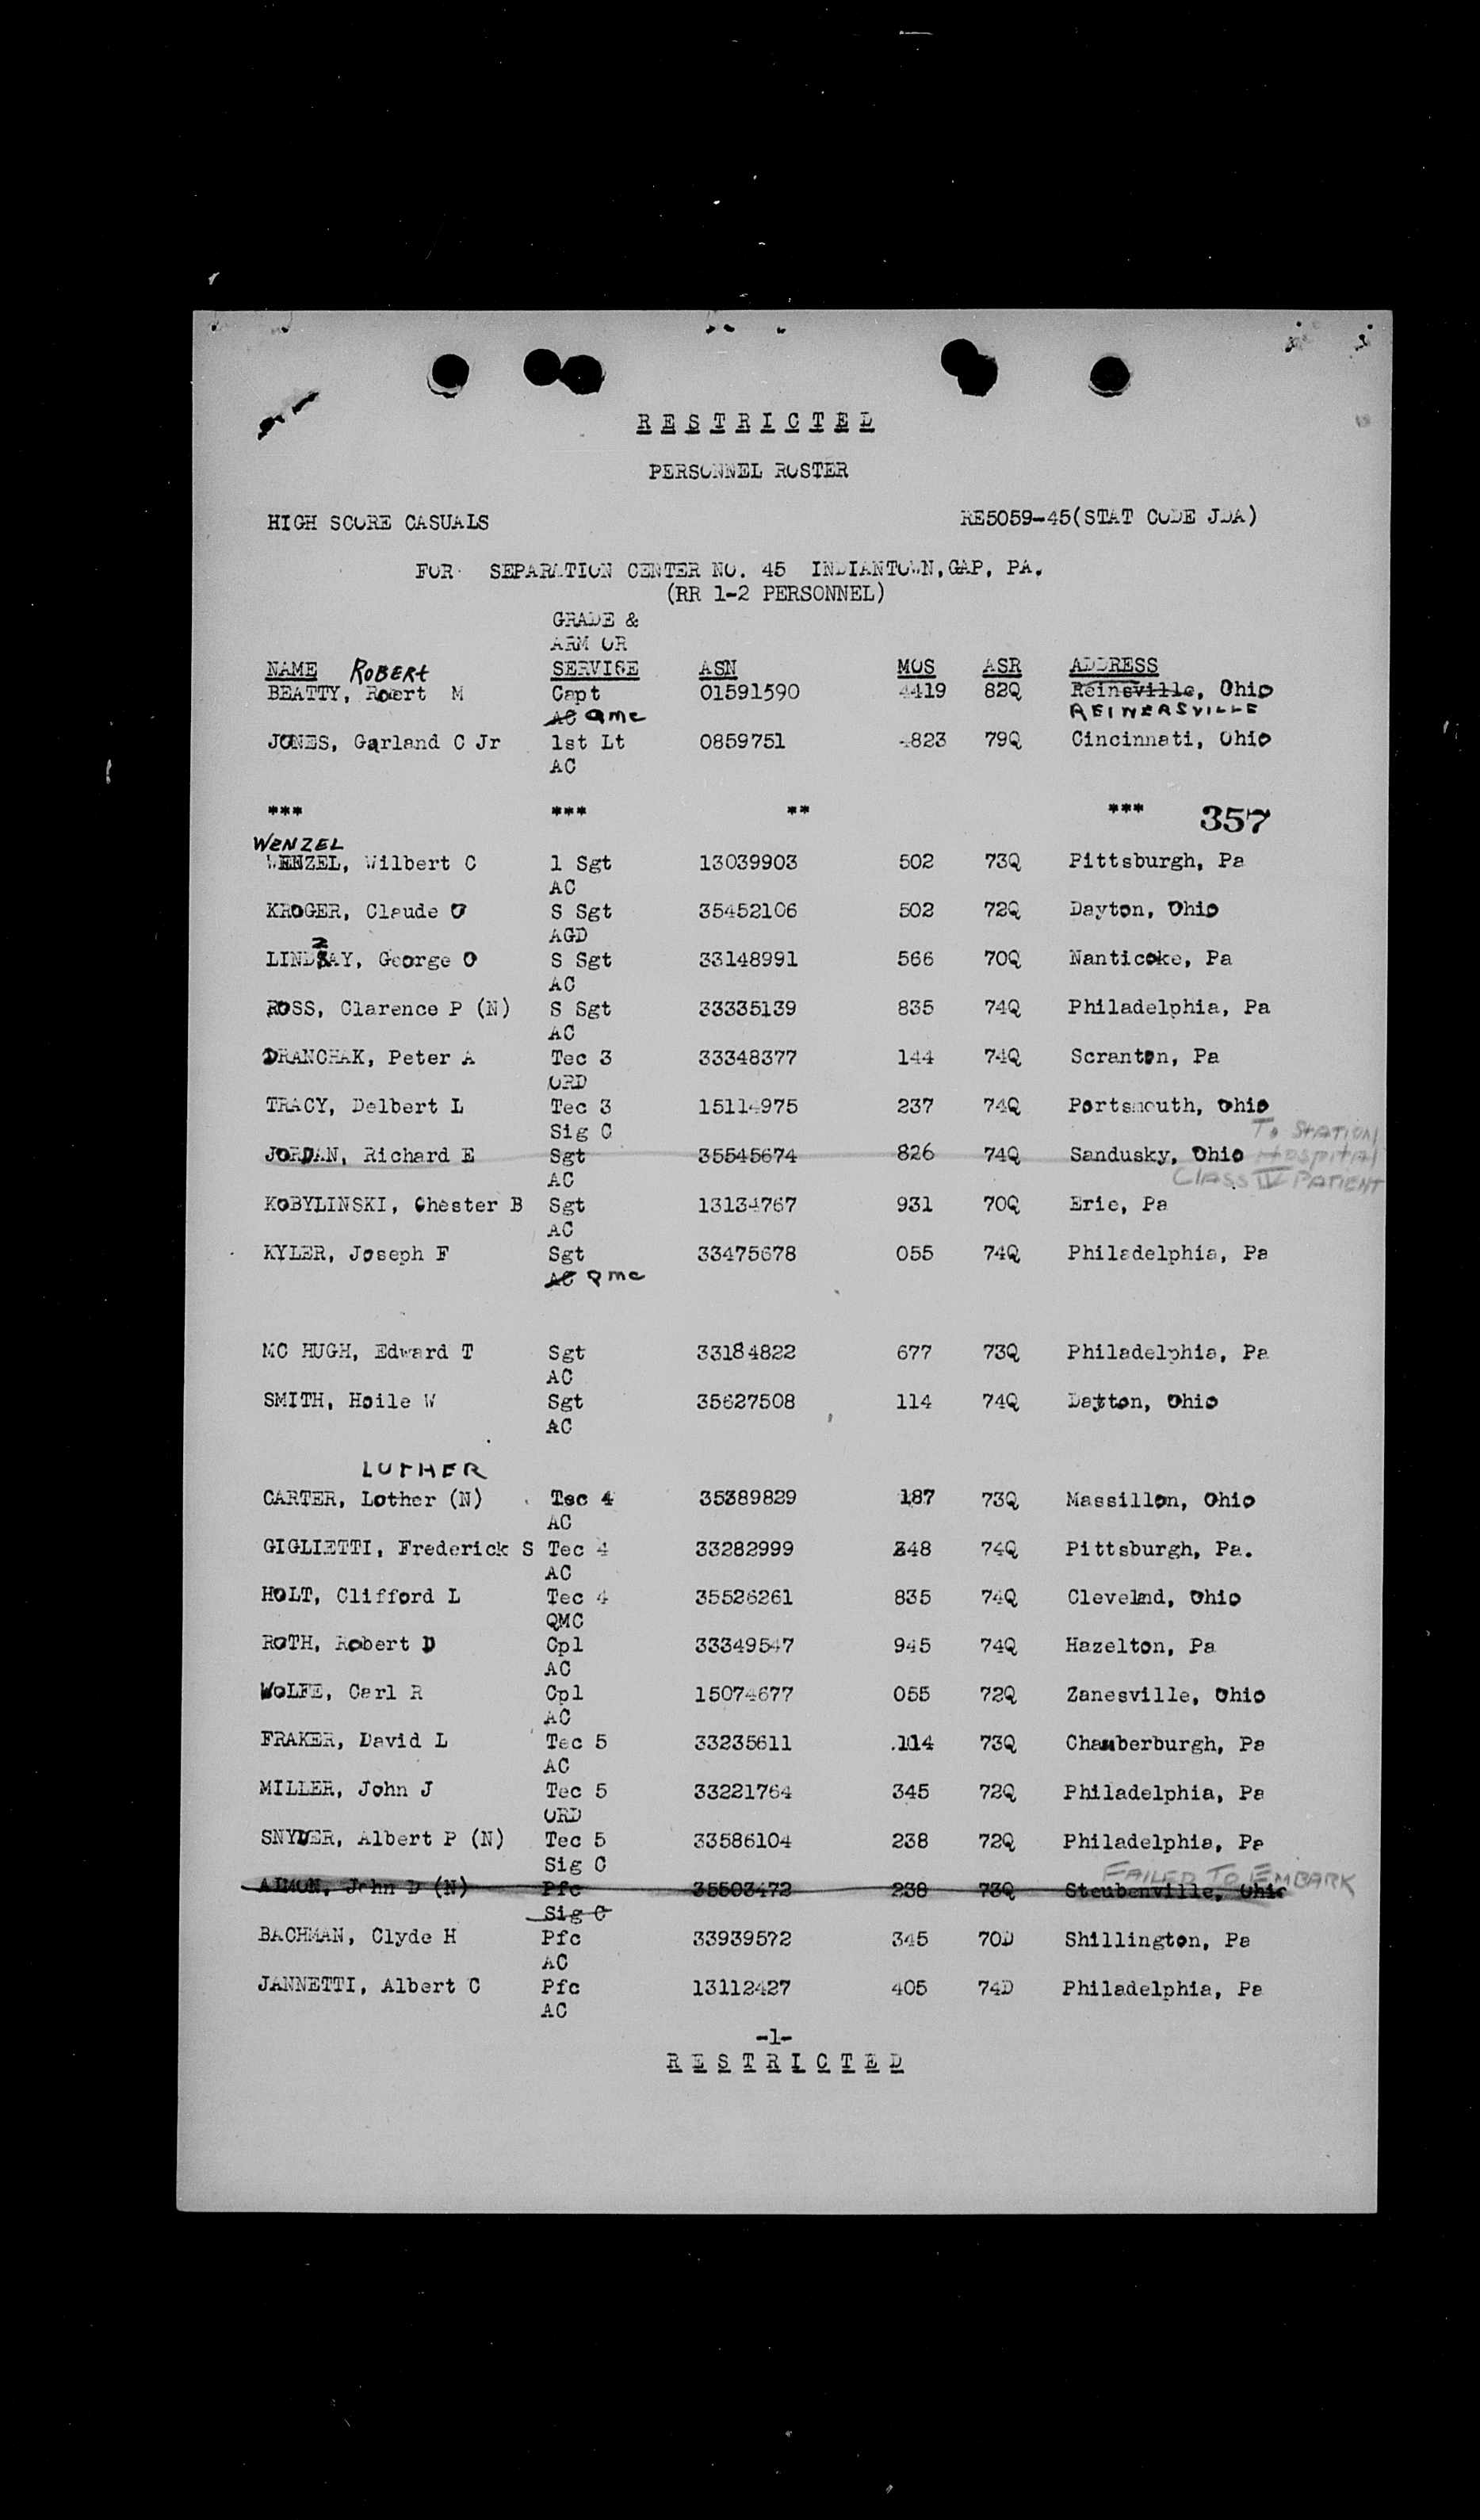 R E S T R I C T E D
PERSONNEL ROSTER
HIGH SCORE CASUALS RE5059-45(STAT CODE JDA)
FOR SEPARATION CENTER NO. 45 INDIANTOWN,GAP, PA.
(RR 1-2 PERSONNEL)
GRADE &
ARM OR
NAME ROBERT SERVICE ASN MOS ASR ADDRESS
BEATTY, Roert M Capt 01591590 4419 82Q Reinsville, Ohio
AC QMC REINERSVILLE
JONES, Garland C Jr 1st Lt 0859751 4823 79Q Cincinnati, Ohio
AC
*** *** ** *** 357
WENZEL
WENZEL, Wilbert C 1 Sgt 13039903 502 73Q Pittsburgh, Pa
AC
KROGER, Claude O S Sgt 35452106 502 72Q Dayton, Ohio
AGD
LINDZAY, George O S Sgt 33148991 566 70Q Nanticoke, Pa
AC
ROSS, Clarence P (N) S Sgt 33335139 835 74Q Philadelphia, Pa
AC
DRANCHAK, Peter A Tec 3 33348377 144 74Q Scranton, Pa
ORD
TRACY, Delbert L Tec 3 15114975 237 74Q Portsmouth, Ohio
Sig C To STATION
JORDAN, Richard E Sgt 35545674 826 74Q Sandusky, Ohio HOSPITAL
AC CLASS IV PATIENT
KOBYLINSKI, Chester B Sgt 13134767 931 70Q Erie, Pa
AC
KYLER, Joseph F Sgt 33475678 055 74Q Philadelphia, Pa
AC QMC
MC HUGH, Edward T Sgt 33184822 677 73Q Philadelphia, Pa
AC
SMITH, Hoile W Sgt 35627508 114 74Q Datton, Ohio
AC
LUTHER
CARTER, Lother (N) Tec 4 35389829 187 73Q Massillon, Ohio
AC
GIGLIETTI, Frederick S Tec 4 33282999 348 74Q Pittsburgh, Pa.
AC
HOLT, Clifford L Tec 4 35526261 835 74Q Clevelnd, Ohio
QMC
ROTH, Robert D Cpl 33349547 945 74Q Hazelton, Pa
AC
WOLFE, Carl R Cpl 15074677 055 72Q Zanesville, Ohio
AC
FRAKER, David L Tec 5 33235611 114 73Q Chamberburgh, Pa
AC
MILLER, John J Tec 5 33221764 345 72Q Philadelphia, Pa
ORD
SNYDER, Albert P (N) Tec 5 33586104 238 72Q Philadelphia, Pa
Sig C FAILED TO EMBARK
AIMON, John D (N) Pfc 35503472 238 73Q Steubenville, Ohio
Sig C
BACHMAN, Clyde H Pfc 33939572 345 70D Shillington, Pa
AC
JANNETTI, Albert C Pfc 13112427 405 74D Philadelphia, Pa
AC
-1-
R E S T R I C T E D